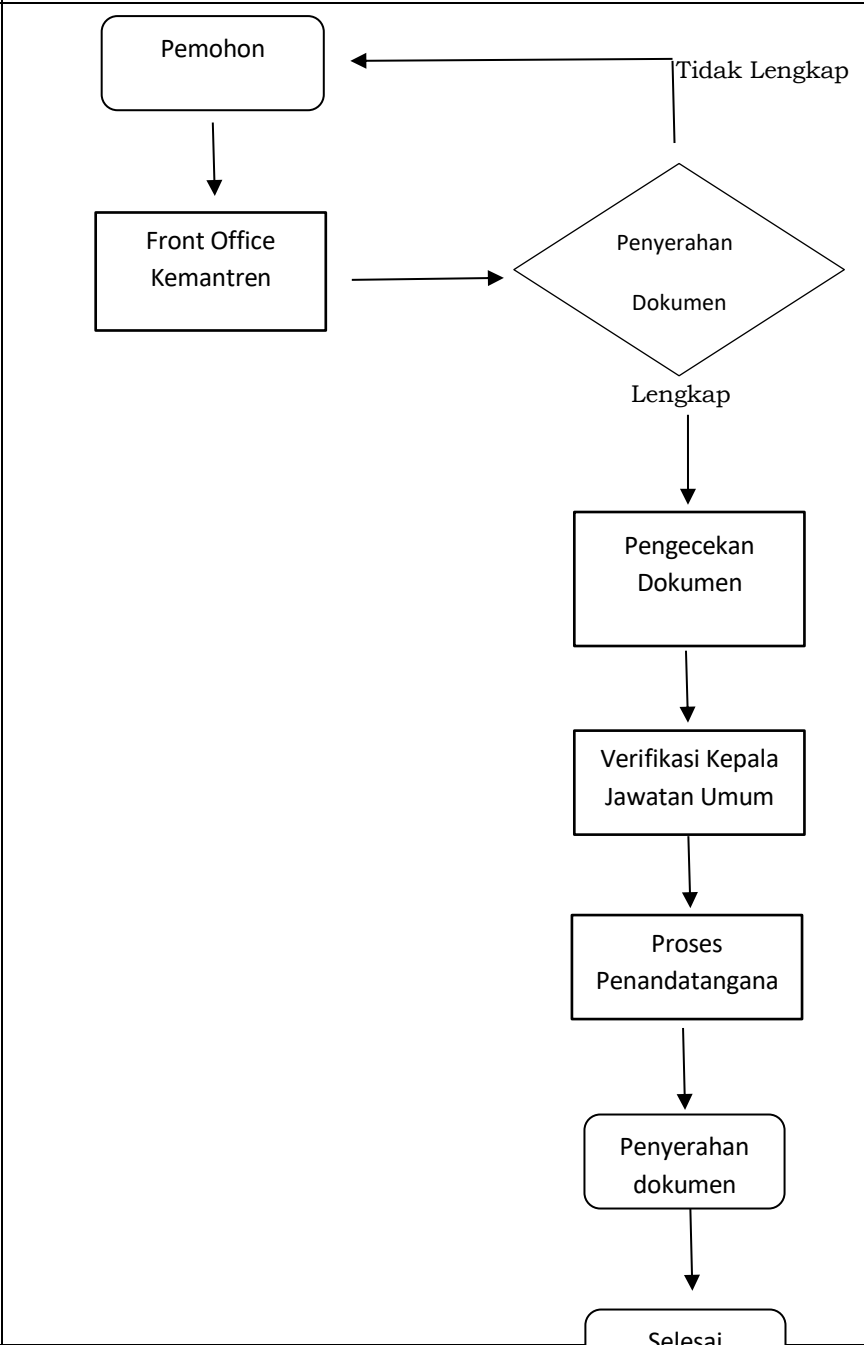 Pemohon
Tidak Lengkap
Front Office
Kemantren
Penyerahan
Dokumen
Lengkap
Pengecekan
Dokumen
Verifikasi Kepala
Jawatan Umum
Proses
Penandatangana
Penyerahan
dokumen
Selesai